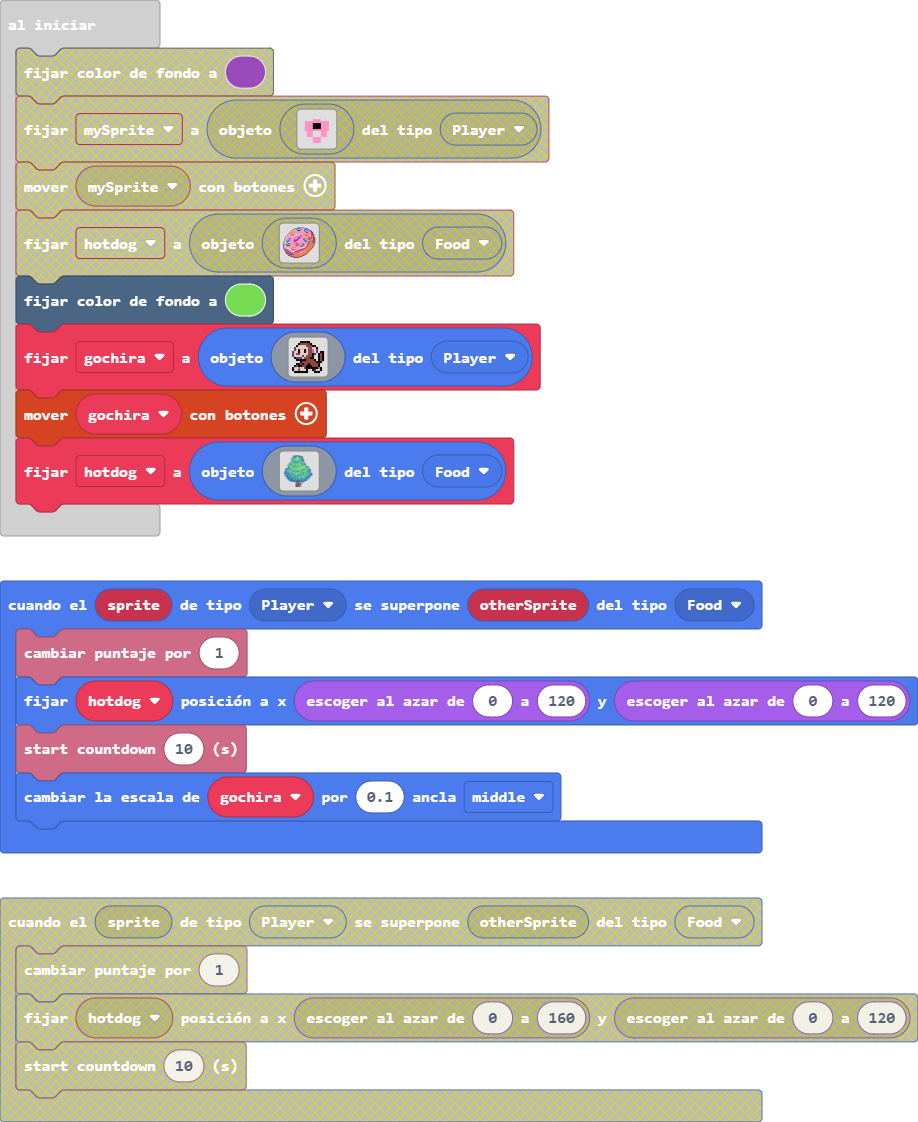 al iniciar
fijar color de fondo a
fijar mySprite a objeto del tipo Player
mover mySprite con botones
fijar hotdog a objeto del tipo Food
fijar color de fondo a
fijar gochira a objeto del tipo Player
mover gochira con botones
fijar hotdog a objeto del tipo Food
cuando el sprite de tipo Player se superpone otherSprite del tipo Food
cambiar puntaje por 1
fijar hotdog posición a x escoger al azar de 0 a 120 y escoger al azar de 0 a 120
start countdown 10 (s)
cambiar la escala de gochira por 0.1 ancla middle
cuando el sprite de tipo Player se superpone otherSprite del tipo Food
cambiar puntaje por 1
fijar hotdog posición a x escoger al azar de 0 a 160 y escoger al azar de 0 a 120
start countdown 10 (s)